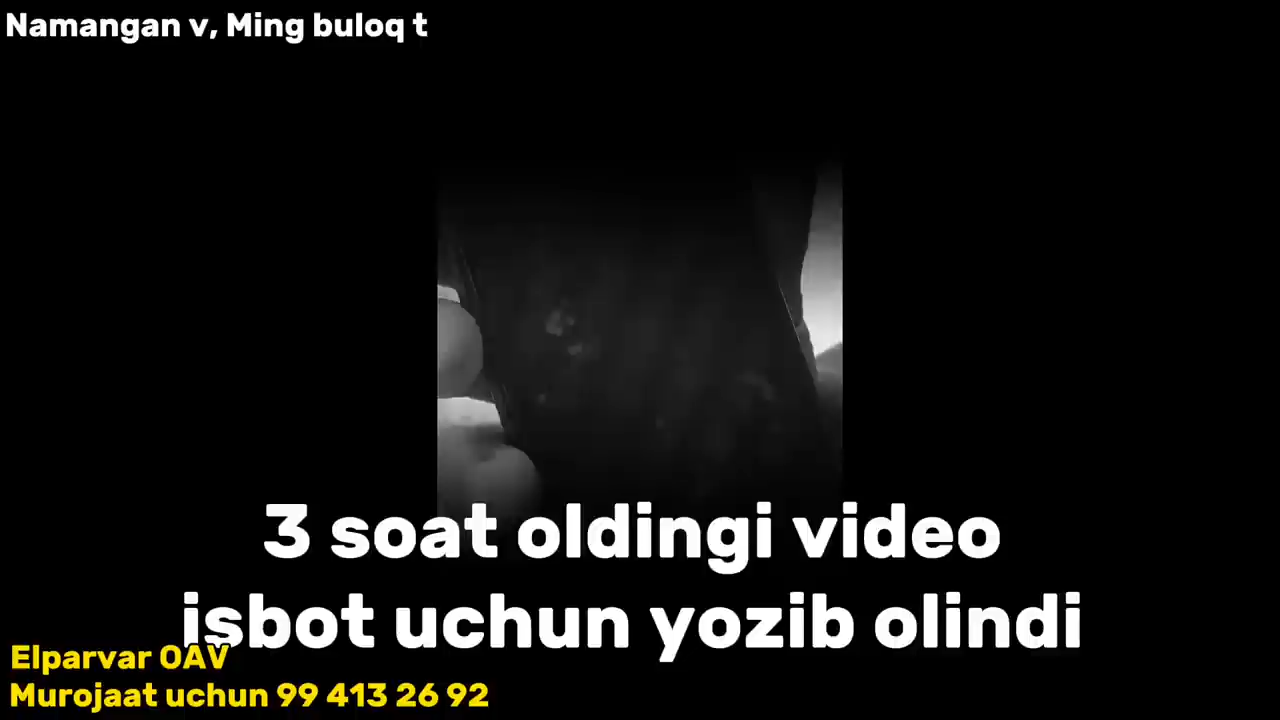 Namangan v, Ming buloq t
3 soat oldingi video
isbot uchun yozib olindi
Elparvar OAV
Murojaat uchun 99 413 26 92